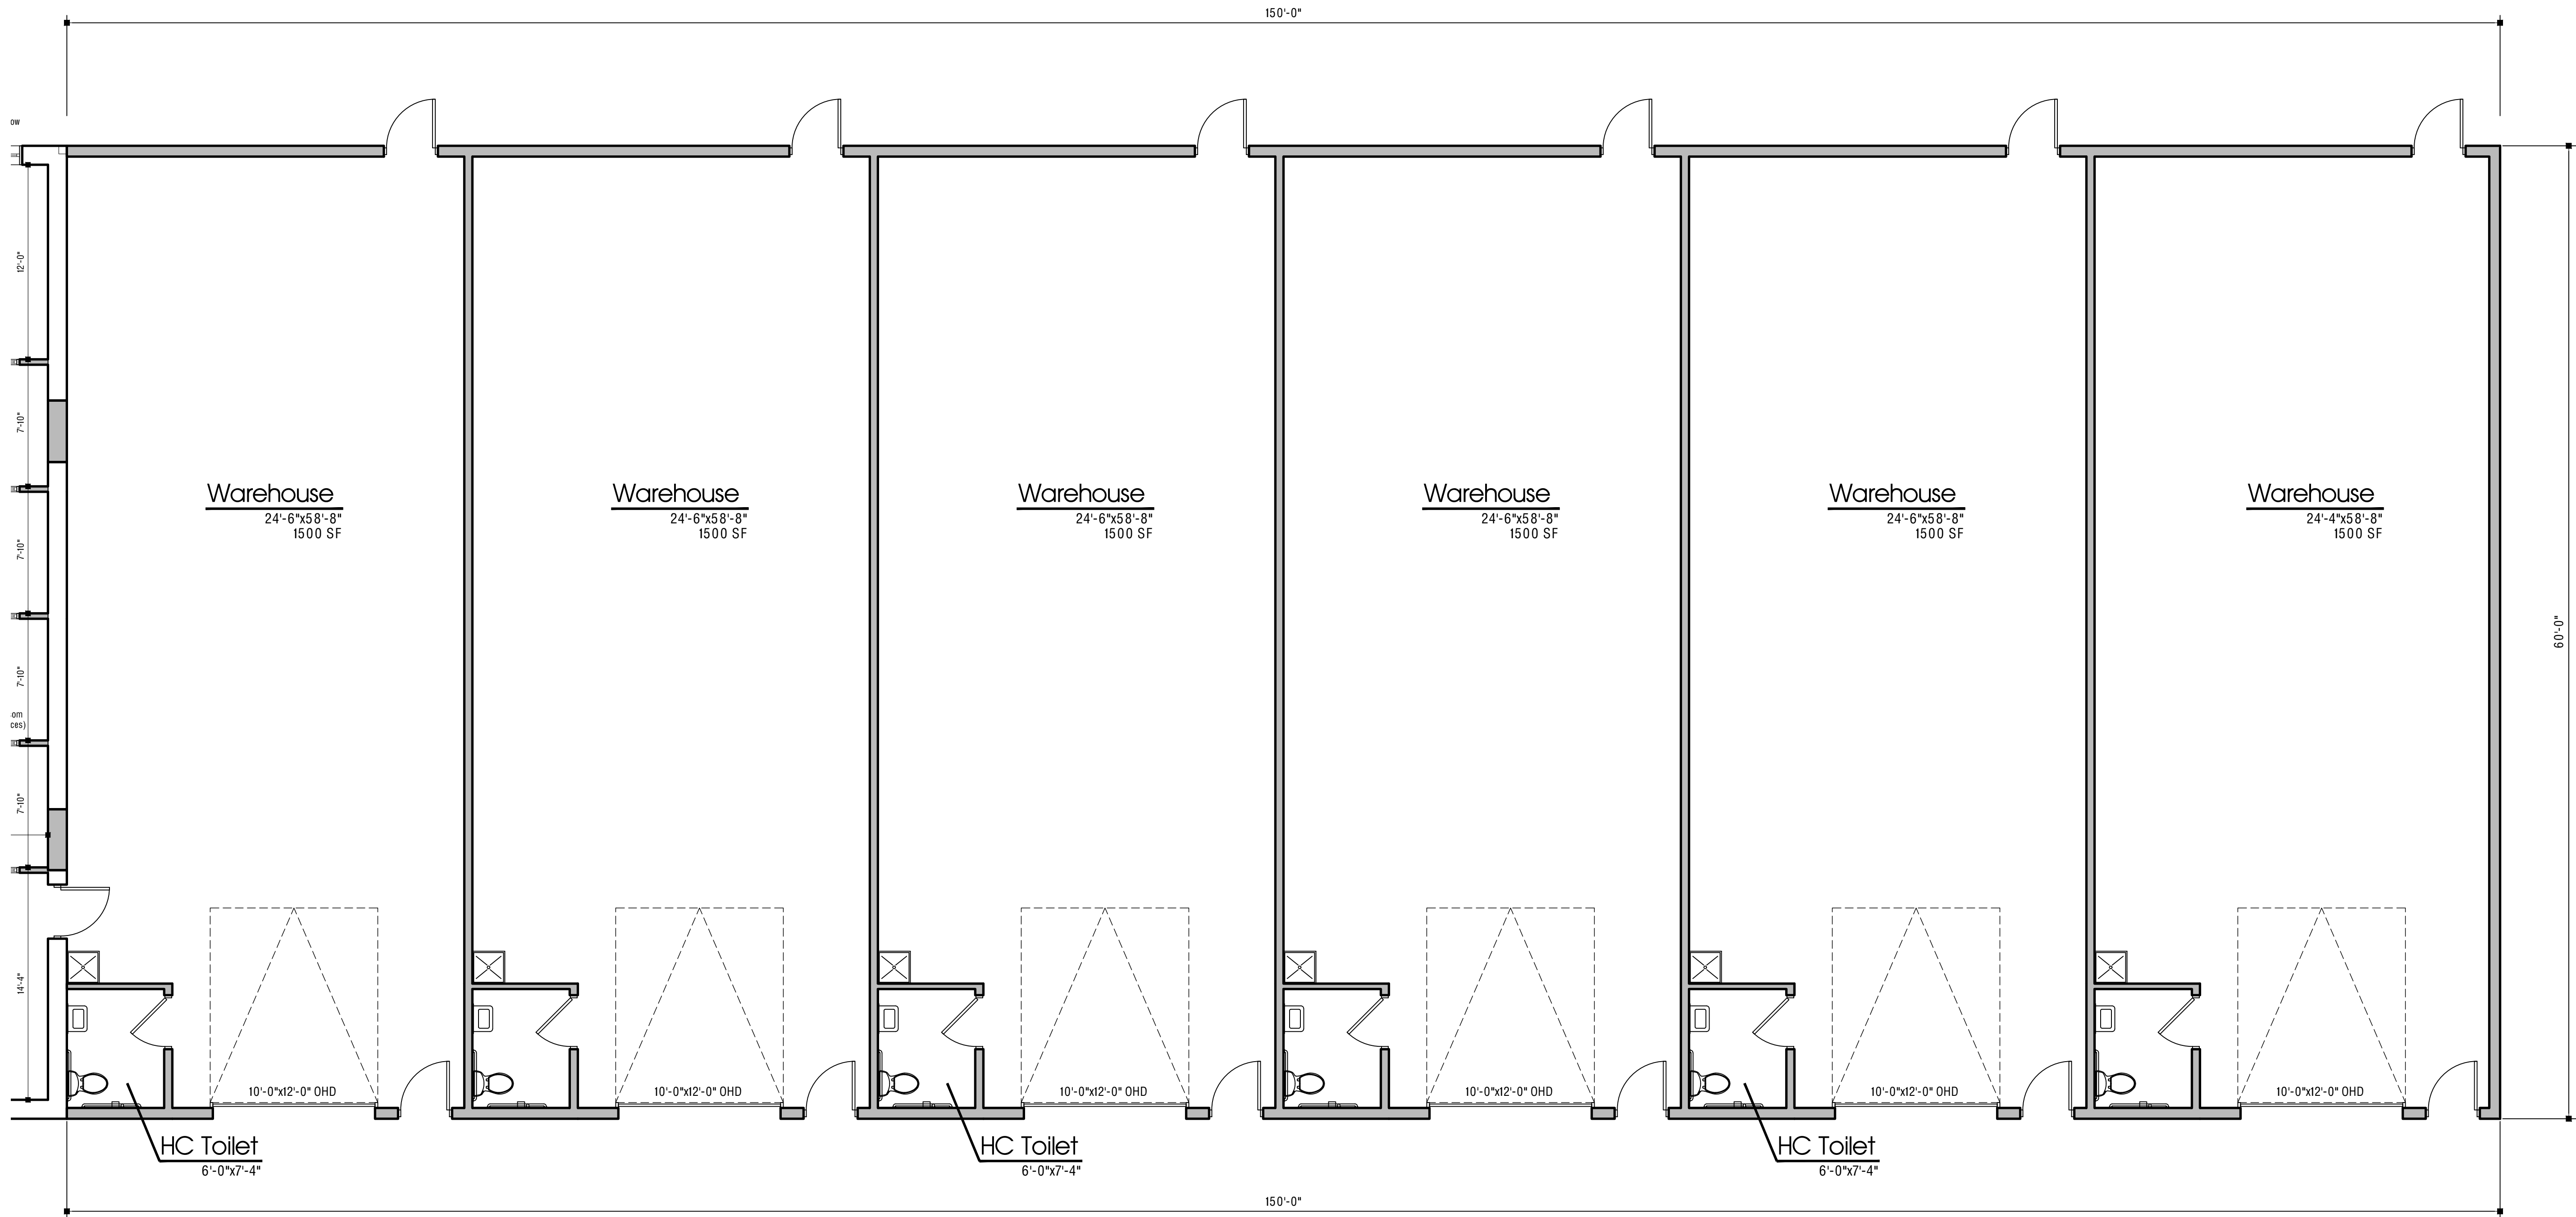 150'-0"
ow
12'-0"
7'-10"
7'-10"
7'-10"
om
ces)
7'-10"
14'-4"
Warehouse
24'-6"x58'-8"
1500 SF
Warehouse
24'-6"x58'-8"
1500 SF
Warehouse
24'-6"x58'-8"
1500 SF
Warehouse
24'-6"x58'-8"
1500 SF
Warehouse
24'-6"x58'-8"
1500 SF
Warehouse
24'-4"x58'-8"
1500 SF
60'-0"
10'-0"x12'-0" OHD
10'-0"x12'-0" OHD
10'-0"x12'-0" OHD
10'-0"x12'-0" OHD
10'-0"x12'-0" OHD
10'-0"x12'-0" OHD
HC Toilet
6'-0"x7'-4"
HC Toilet
6'-0"x7'-4"
HC Toilet
6'-0"x7'-4"
150'-0"